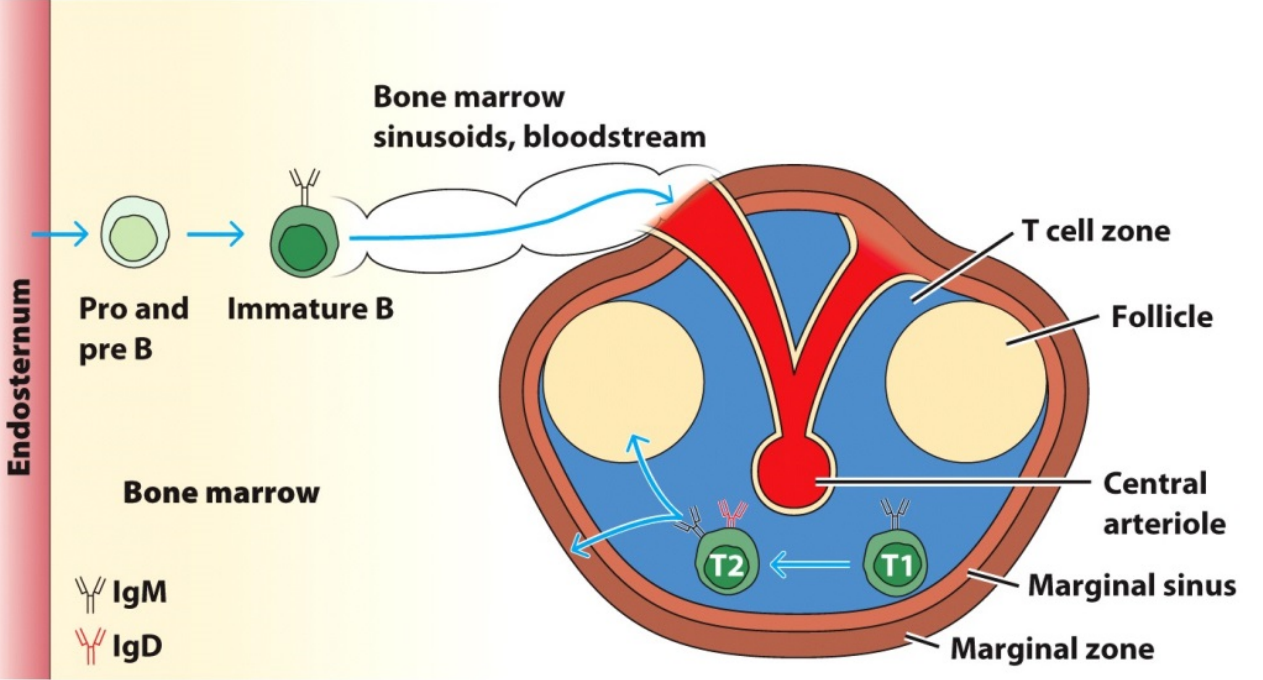 Bone marrow
sinusoids, bloodstream
Pro and
pre B
Immature B
Endosternum
Bone marrow
IgM
IgD
T cell zone
Follicle
Central
arteriole
T2
T1
Marginal sinus
Marginal zone